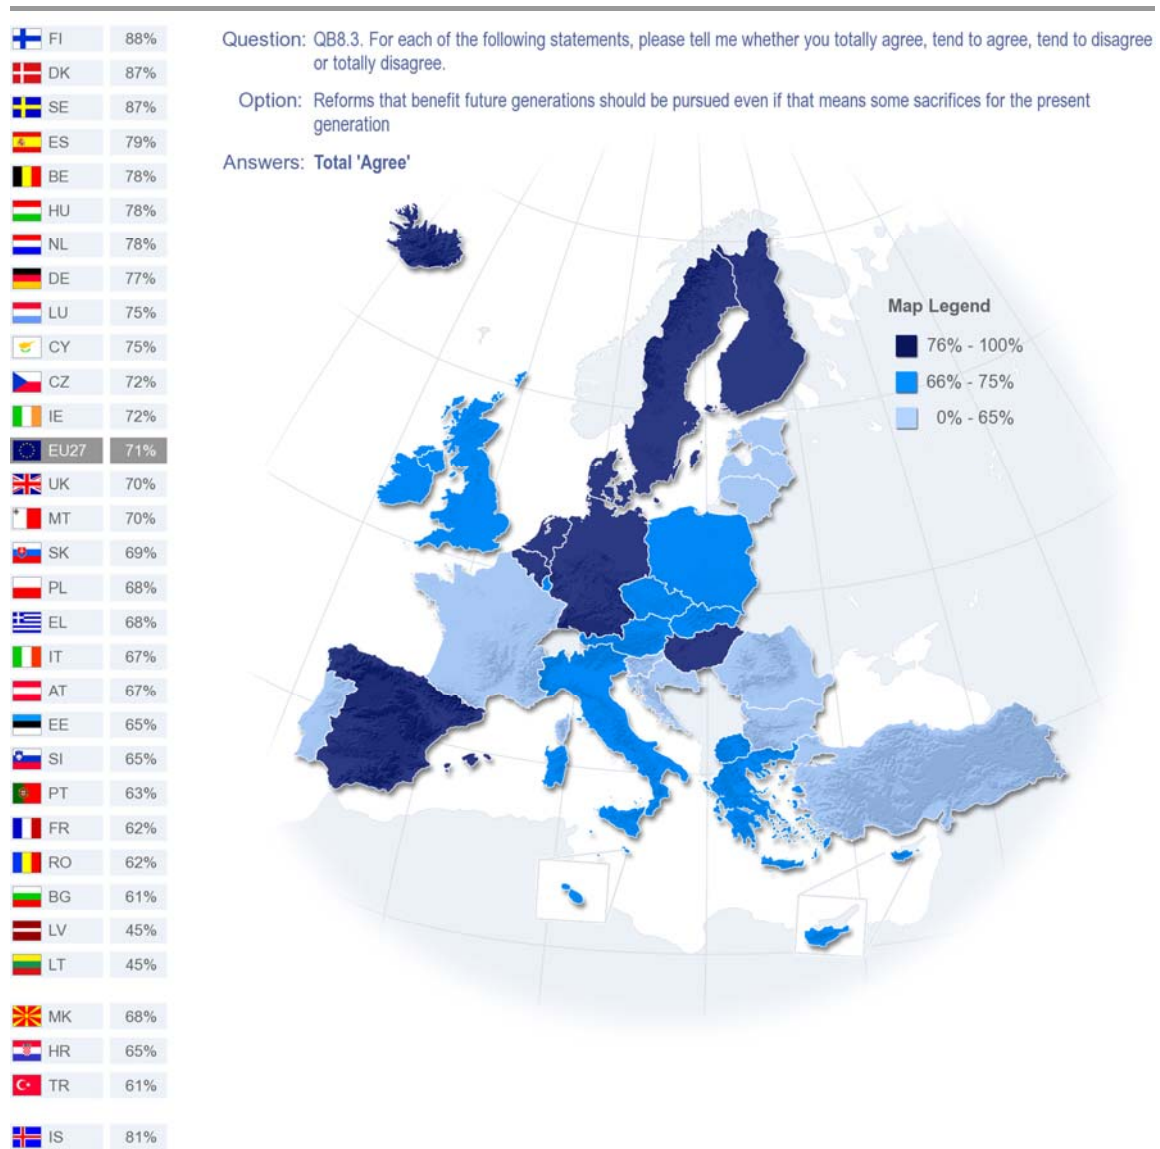 Question: QB8.3. For each of the following statements, please tell me whether you totally agree, tend to agree, tend to disagree
or totally disagree.
Option: Reforms that benefit future generations should be pursued even if that means some sacrifices for the present
generation
Answers: Total 'Agree'
FI 88%
DK 87%
SE 87%
ES 79%
BE 78%
HU 78%
NL 78%
DE 77%
LU 75%
CY 75%
CZ 72%
IE 72%
EU27 71%
UK 70%
MT 70%
SK 69%
PL 68%
EL 68%
IT 67%
AT 67%
EE 65%
SI 65%
PT 63%
FR 62%
RO 62%
BG 61%
LV 45%
LT 45%
MK 68%
HR 65%
TR 61%
IS 81%
Map Legend
76% - 100%
66% - 75%
0% - 65%